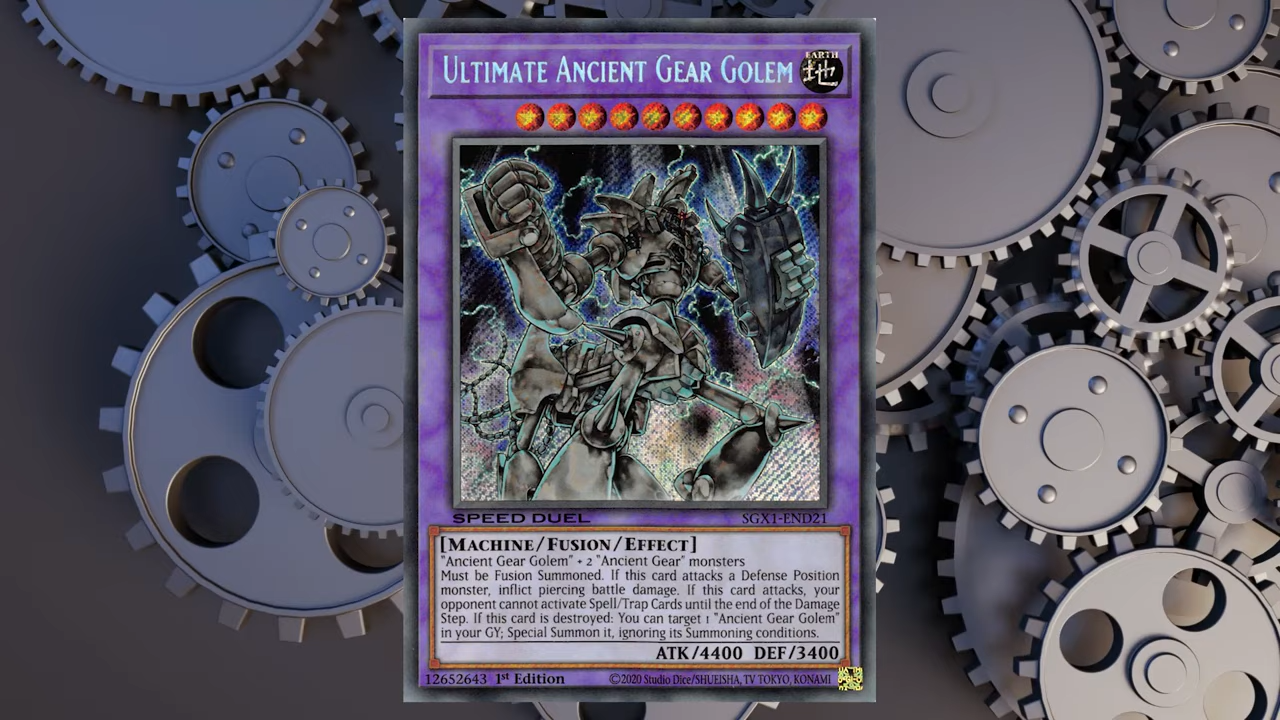 ULTIMATE ANCIENT GEAR GOLEM
EARTH
地
SPEED DUEL
SGX1-END21
[MACHINE/FUSION/EFFECT]
"Ancient Gear Golem" + 2 "Ancient Gear" monsters
Must be Fusion Summoned. If this card attacks a Defense Position
monster, inflict piercing battle damage. If this card attacks, your
opponent cannot activate Spell/Trap Cards until the end of the Damage
Step. If this card is destroyed: You can target 1 "Ancient Gear Golem"
in your GY; Special Summon it, ignoring its Summoning conditions.
ATK/4400 DEF/3400
12652643 1st Edition
©2020 Studio Dice/SHUEISHA, TV TOKYO, KONAMI